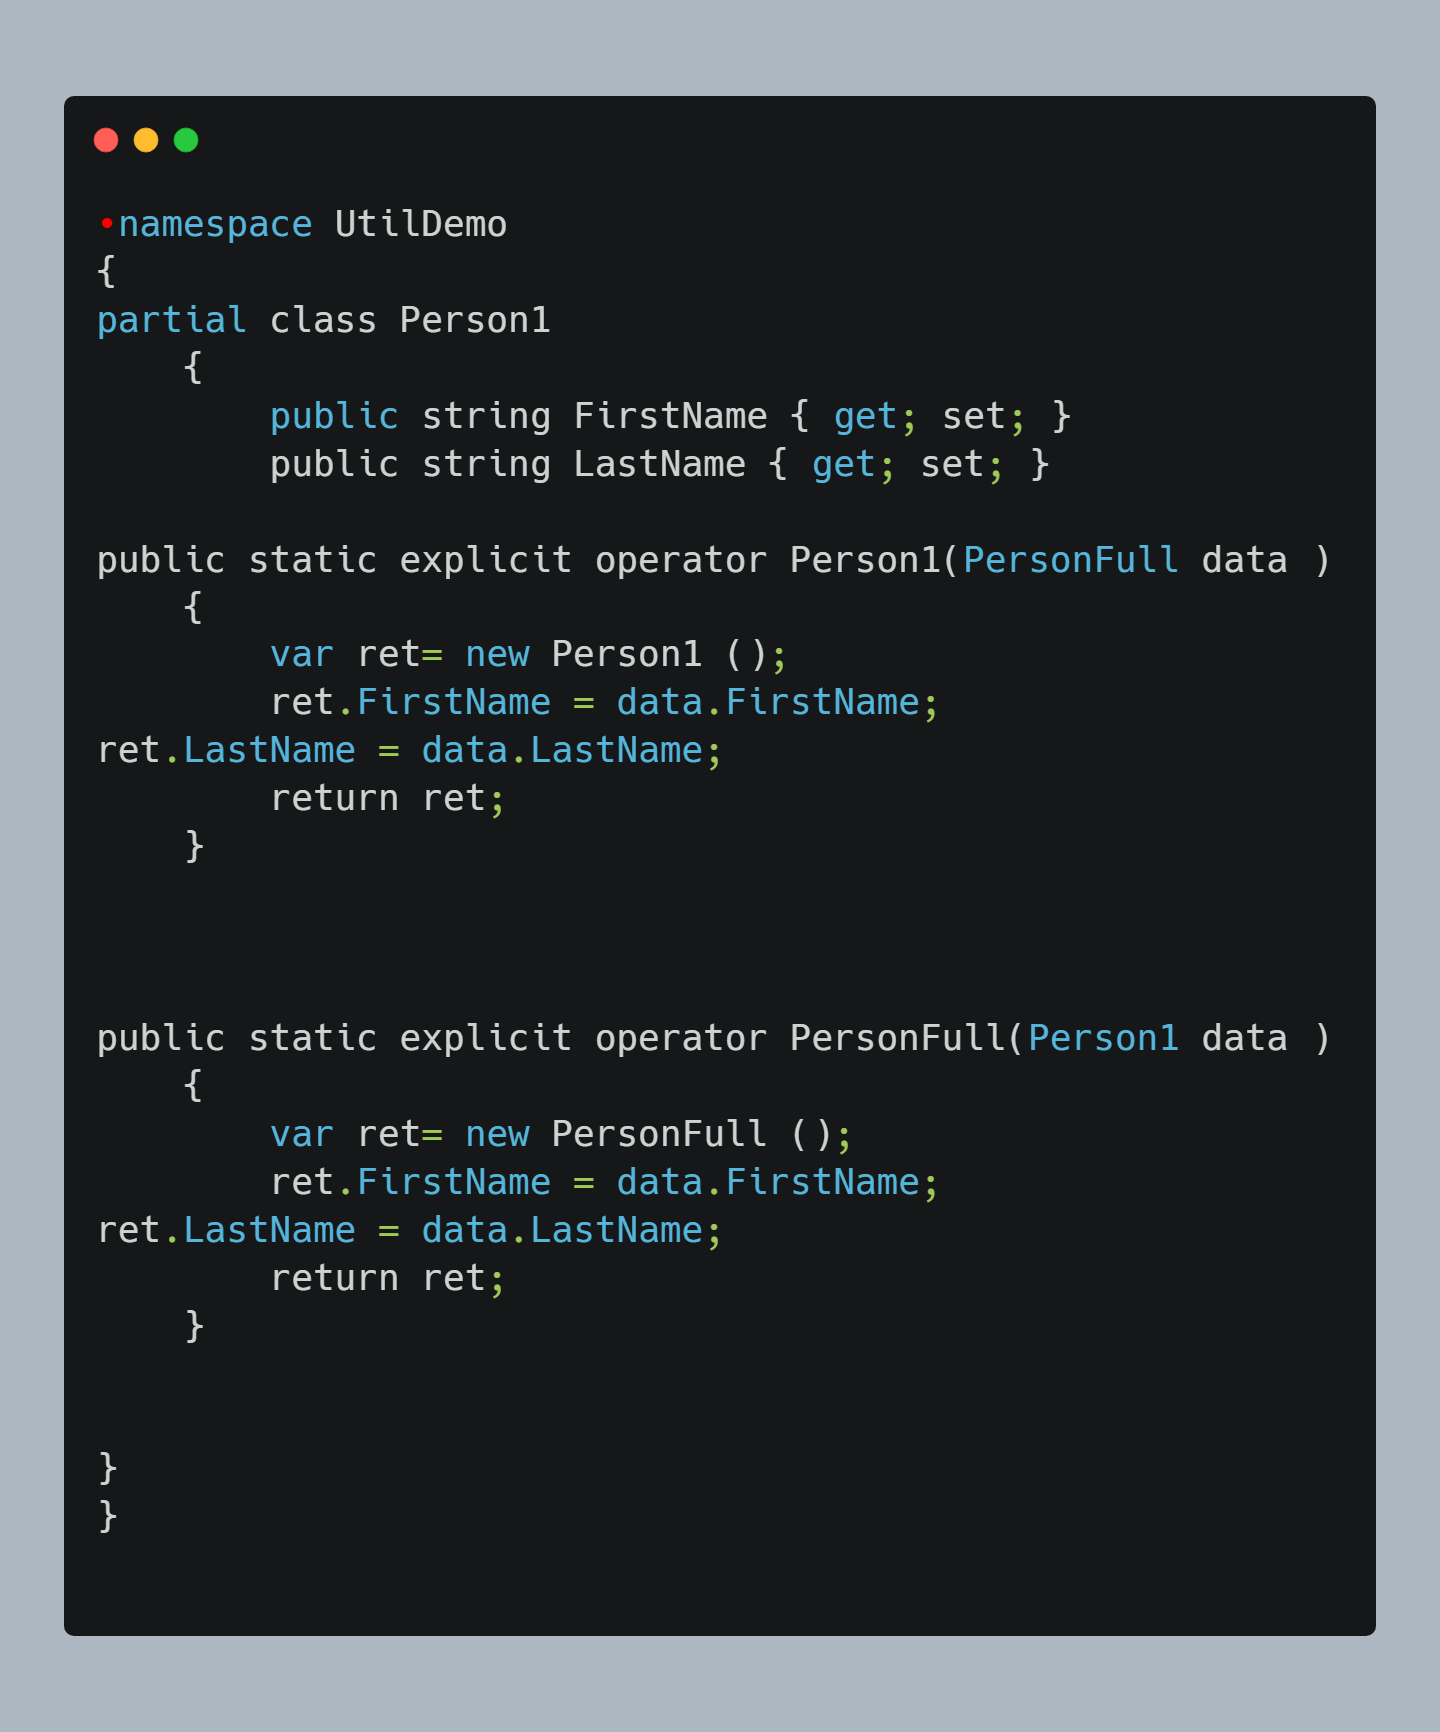 •namespace UtilDemo
{
partial class Person1
    {
        public string FirstName { get; set; }
        public string LastName { get; set; }

public static explicit operator Person1(PersonFull data )
    {
        var ret= new Person1 ();
        ret.FirstName = data.FirstName;
ret.LastName = data.LastName;
        return ret;
    }

public static explicit operator PersonFull(Person1 data )
    {
        var ret= new PersonFull ();
        ret.FirstName = data.FirstName;
ret.LastName = data.LastName;
        return ret;
    }

}
}